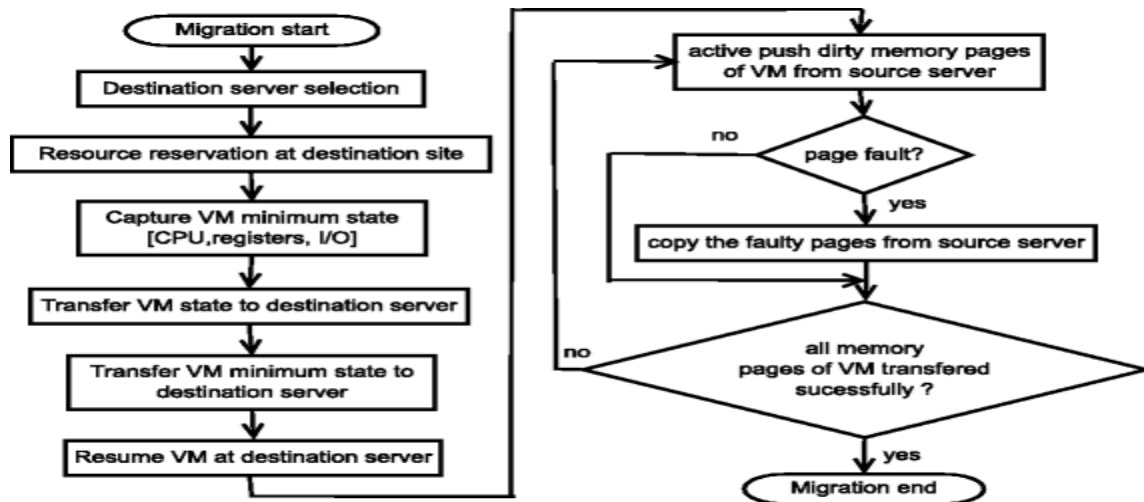 Migration start
Destination server selection
Resource reservation at destination site
Capture VM minimum state
[CPU,registers, I/O]
Transfer VM state to destination server
Transfer VM minimum state to
destination server
Resume VM at destination server
active push dirty memory pages
of VM from source server
no
page fault?
yes
copy the faulty pages from source server
no
all memory
pages of VM transfered
sucessfully ?
yes
Migration end